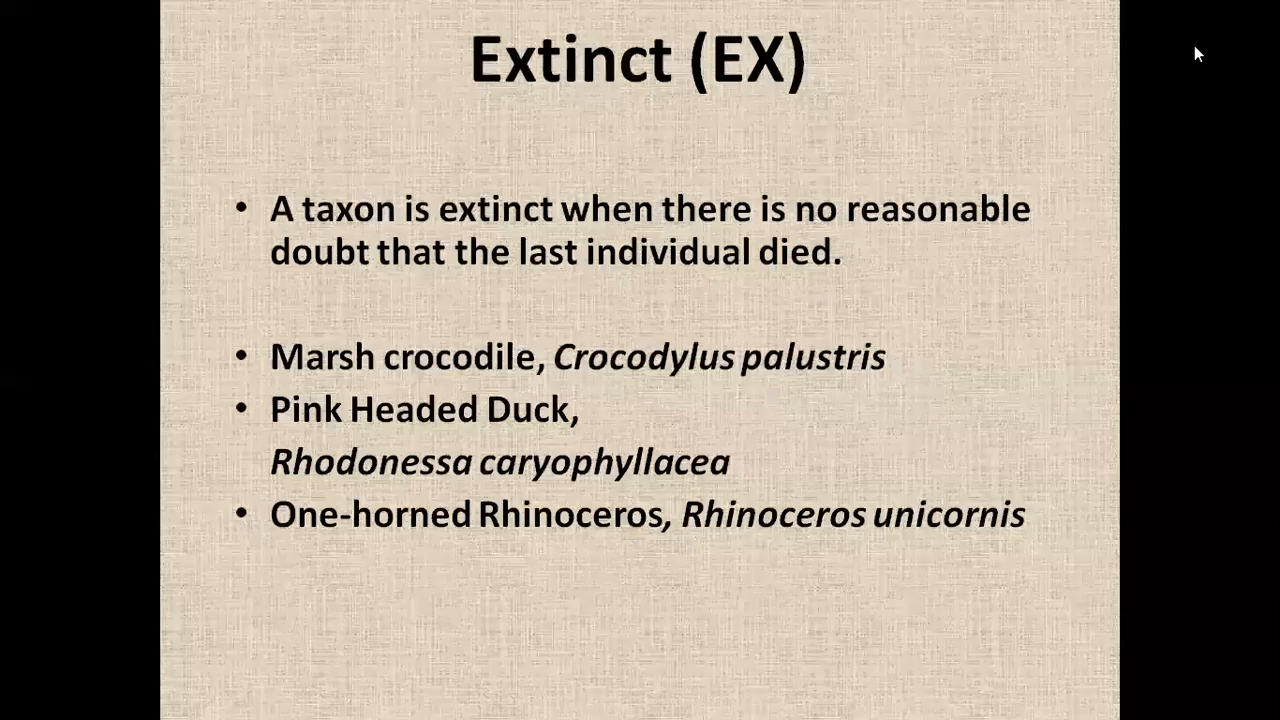 Extinct (EX)
• A taxon is extinct when there is no reasonable
doubt that the last individual died.
• Marsh crocodile, Crocodylus palustris
• Pink Headed Duck,
Rhodonessa caryophyllacea
• One-horned Rhinoceros, Rhinoceros unicornis